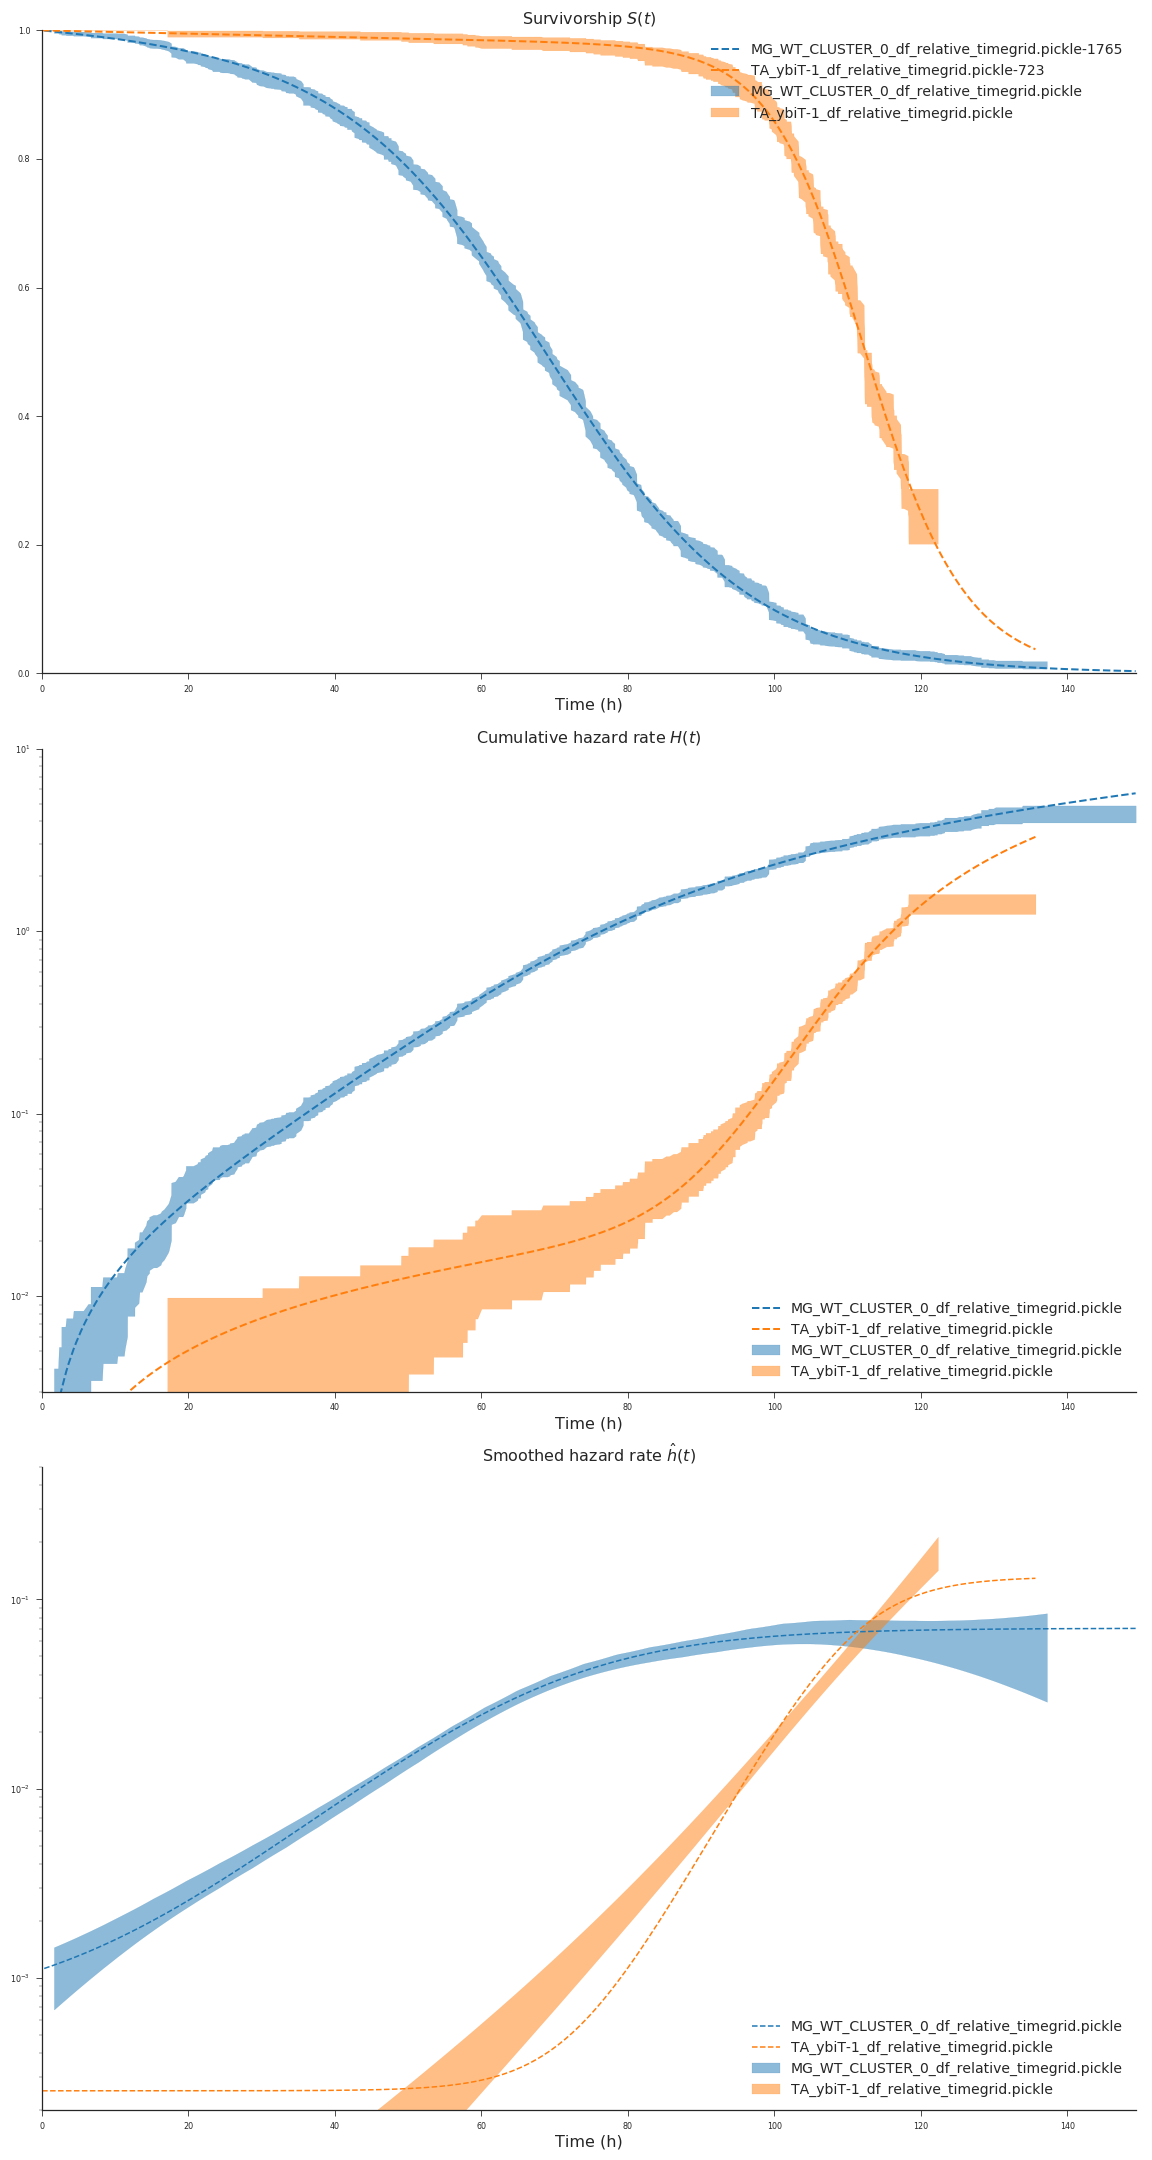 Survivorship S(t)
1.0
0.8
0.6
0.4
0.2
0.0
MG_WT_CLUSTER_0_df_relative_timegrid.pickle-1765
TA_ybiT-1_df_relative_timegrid.pickle-723
MG_WT_CLUSTER_0_df_relative_timegrid.pickle
TA_ybiT-1_df_relative_timegrid.pickle
0 20 40 60 80 100 120 140
Time (h)
Cumulative hazard rate H(t)
10¹
10⁰
10⁻¹
10⁻²
MG_WT_CLUSTER_0_df_relative_timegrid.pickle
TA_ybiT-1_df_relative_timegrid.pickle
MG_WT_CLUSTER_0_df_relative_timegrid.pickle
TA_ybiT-1_df_relative_timegrid.pickle
0 20 40 60 80 100 120 140
Time (h)
Smoothed hazard rate ĥ(t)
10⁻¹
10⁻²
10⁻³
MG_WT_CLUSTER_0_df_relative_timegrid.pickle
TA_ybiT-1_df_relative_timegrid.pickle
MG_WT_CLUSTER_0_df_relative_timegrid.pickle
TA_ybiT-1_df_relative_timegrid.pickle
0 20 40 60 80 100 120 140
Time (h)